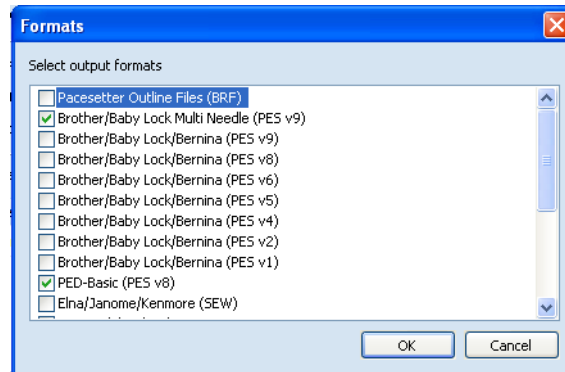 Formats
Select output formats
Pacesetter Outline Files (BRF)
Brother/Baby Lock Multi Needle (PES v9)
Brother/Baby Lock/Bernina (PES v9)
Brother/Baby Lock/Bernina (PES v8)
Brother/Baby Lock/Bernina (PES v6)
Brother/Baby Lock/Bernina (PES v5)
Brother/Baby Lock/Bernina (PES v4)
Brother/Baby Lock/Bernina (PES v2)
Brother/Baby Lock/Bernina (PES v1)
PED-Basic (PES v8)
Elna/Janome/Kenmore (SEW)
OK
Cancel